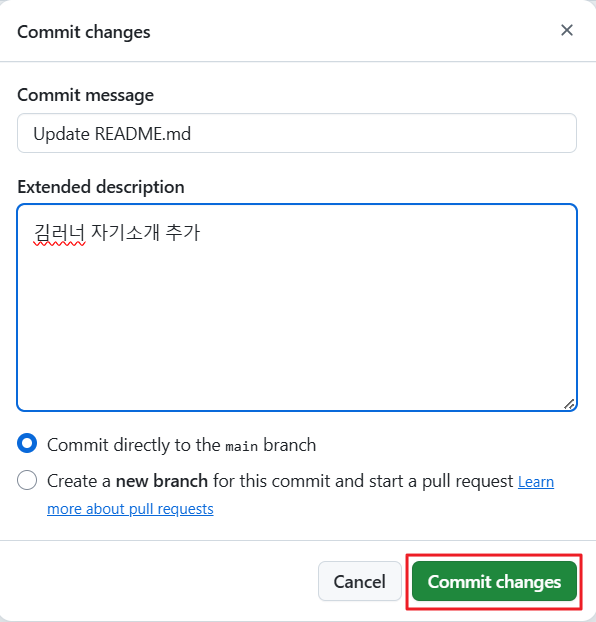 Commit changes
Commit message
Update README.md
Extended description
김러너 자기소개 추가
Commit directly to the main branch
Create a new branch for this commit and start a pull request Learn
more about pull requests
Cancel
Commit changes